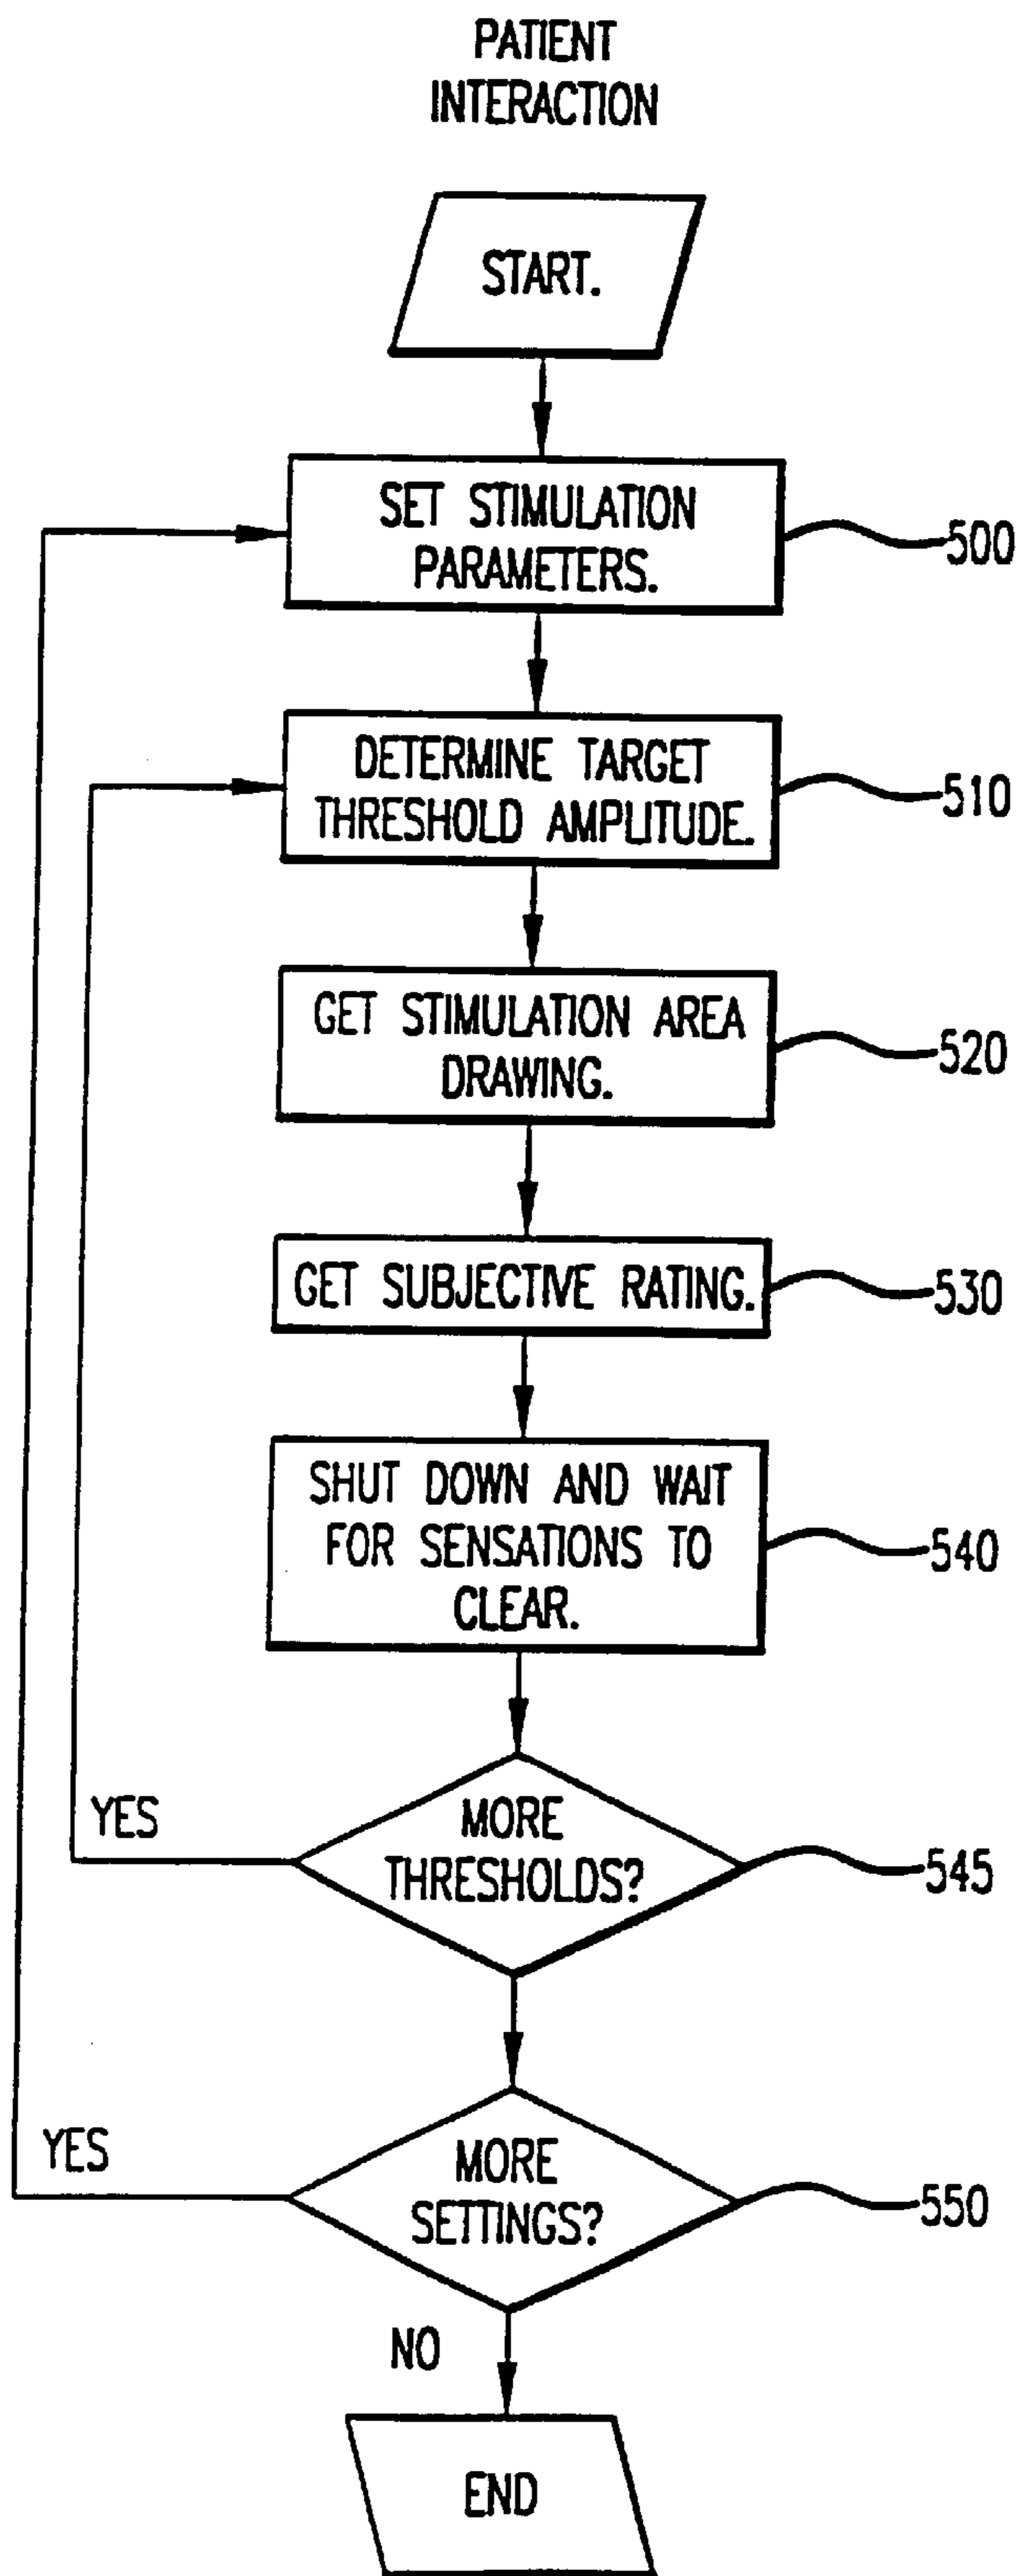 PATIENT
INTERACTION
START.
SET STIMULATION
PARAMETERS.
500
DETERMINE TARGET
THRESHOLD AMPLITUDE.
510
GET STIMULATION AREA
DRAWING.
520
GET SUBJECTIVE RATING.
530
SHUT DOWN AND WAIT
FOR SENSATIONS TO
CLEAR.
540
YES
MORE
THRESHOLDS?
545
YES
MORE
SETTINGS?
550
NO
END